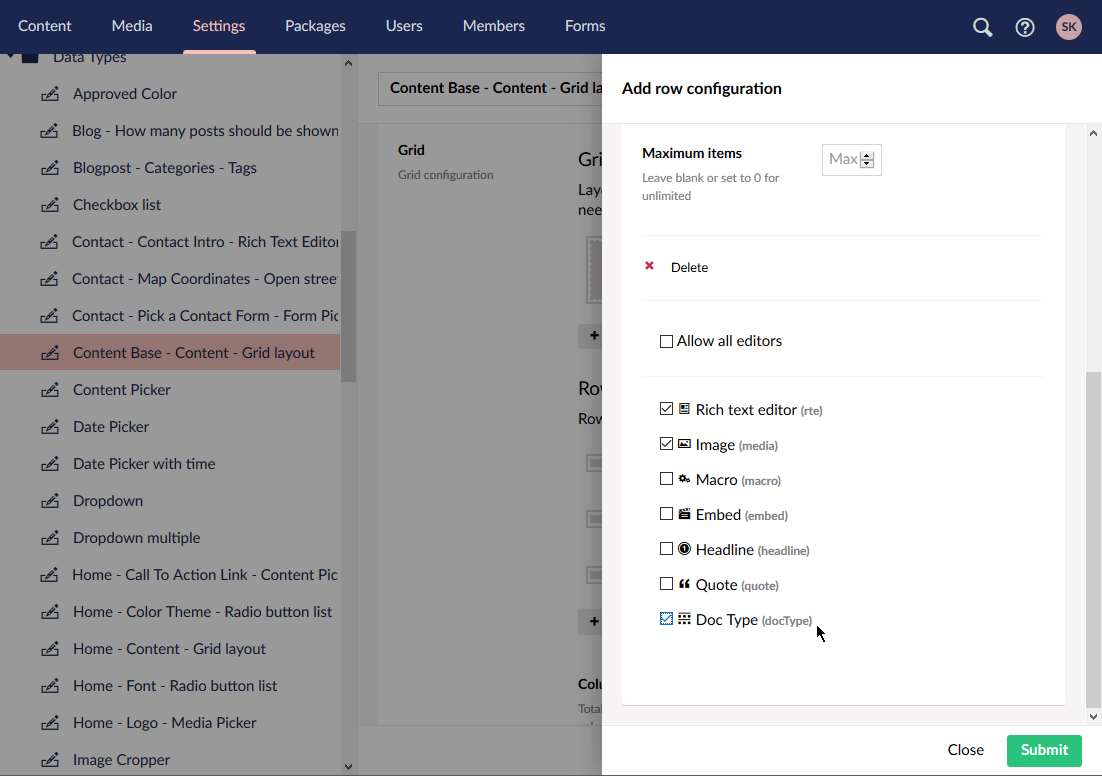 Content Media Settings Packages Users Members Forms SK
Data Types
Approved Color
Blog - How many posts should be shown
Blogpost - Categories - Tags
Checkbox list
Contact - Contact Intro - Rich Text Editor
Contact - Map Coordinates - Open stree
Contact - Pick a Contact Form - Form Pic
Content Base - Content - Grid layout
Content Picker
Date Picker
Date Picker with time
Dropdown
Dropdown multiple
Home - Call To Action Link - Content Pic
Home - Color Theme - Radio button list
Home - Content - Grid layout
Home - Font - Radio button list
Home - Logo - Media Picker
Image Cropper
Content Base - Content - Grid la
Grid
Grid configuration
Gri
Layo
nee
+
Rov
Row
+
Colu
Total
Add row configuration
Maximum items
Leave blank or set to 0 for
unlimited
Max
Delete
Allow all editors
Rich text editor (rte)
Image (media)
Macro (macro)
Embed (embed)
Headline (headline)
Quote (quote)
Doc Type (docType)
Close Submit